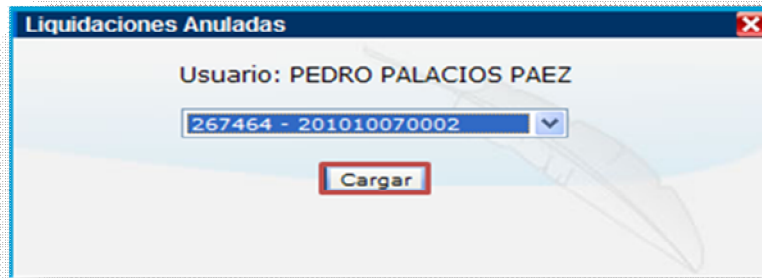 Liquidaciones Anuladas
Usuario: PEDRO PALACIOS PAEZ
267464 - 201010070002
Cargar